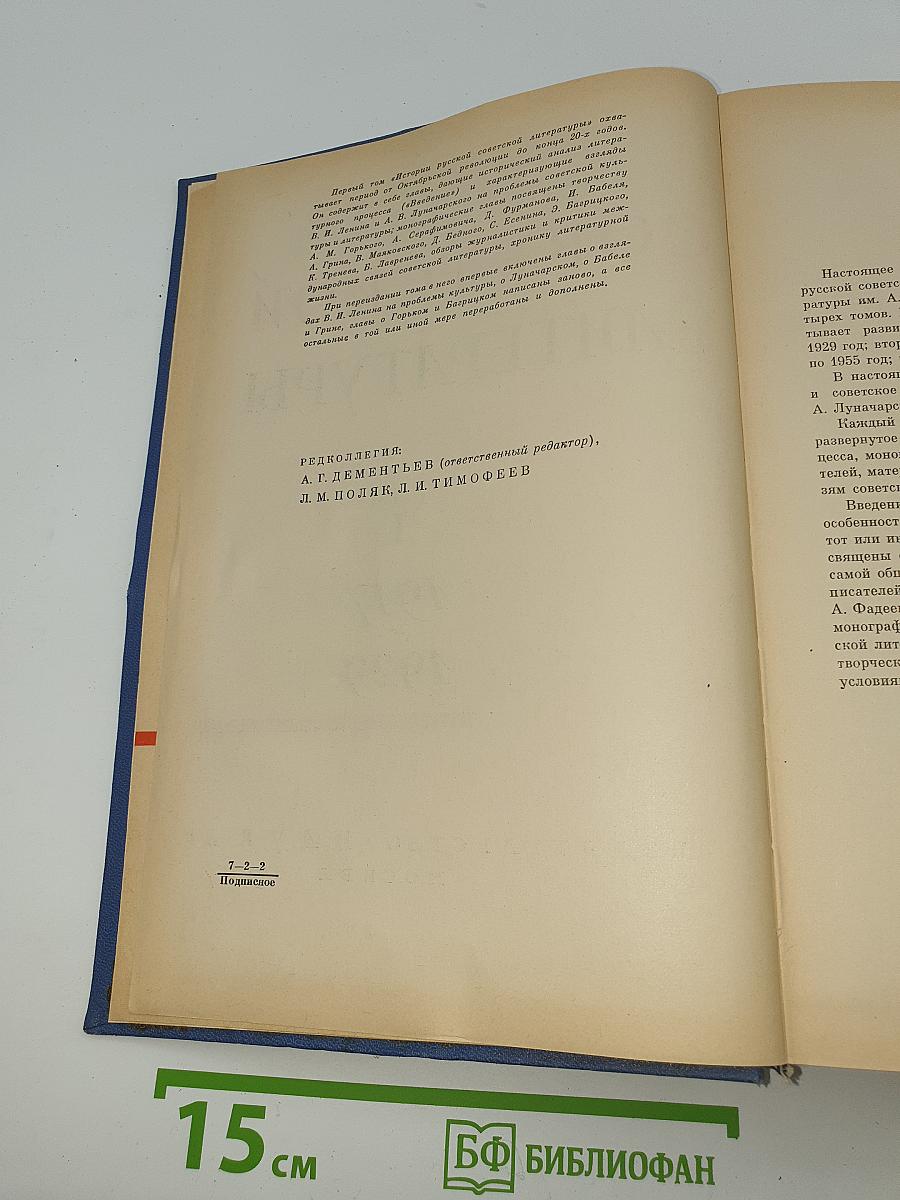 Первый том «Истории русской советской литературы» охва-
тывает период от Октябрьской революции до конца 20-х годов.
Он содержит в себе главы, дающие исторический анализ литера-
турного процесса («Введение») и характеризующие взгляды
В. И. Ленина и А. В. Луначарского на проблемы советской куль-
туры и литературы; монографические главы посвящены творчеству
А. М. Горького, А. Серафимовича, Д. Фурманова, И. Бабеля,
А. Грина, В. Маяковского, Д. Бедного, С. Есенина, Э. Багрицкого,
К. Тренева, Б. Лавренева, обзоры журналистики и критики меж-
дународных связей советской литературы, хронику литературной
жизни.
При переиздании тома в него впервые включены главы о взгля-
дах В. И. Ленина на проблемы культуры, о Луначарском, о Бабеле
и Грине, главы о Горьком и Багрицком написаны заново, а все
остальные в той или иной мере переработаны и дополнены.
РЕДКОЛЛЕГИЯ:
А. Г. ДЕМЕНТЬЕВ (ответственный редактор),
Л. М. ПОЛЯК, Л. И. ТИМОФЕЕВ
7—2—2
Подписное
Настоящее
русской советс
ратуры им. А.
тырех томов.
тывает разви
1929 год; втор
по 1955 год;
В настоящ
и советское
А. Луначарс
Каждый
развернутое
цесса, моно
телей, мате
зям советс
Введени
особенност
тот или ин
священы
самой общ
писателей
А. Фадеев
монограф
ской лит
творческ
условия
15 см
БФ БИБЛИОФАН